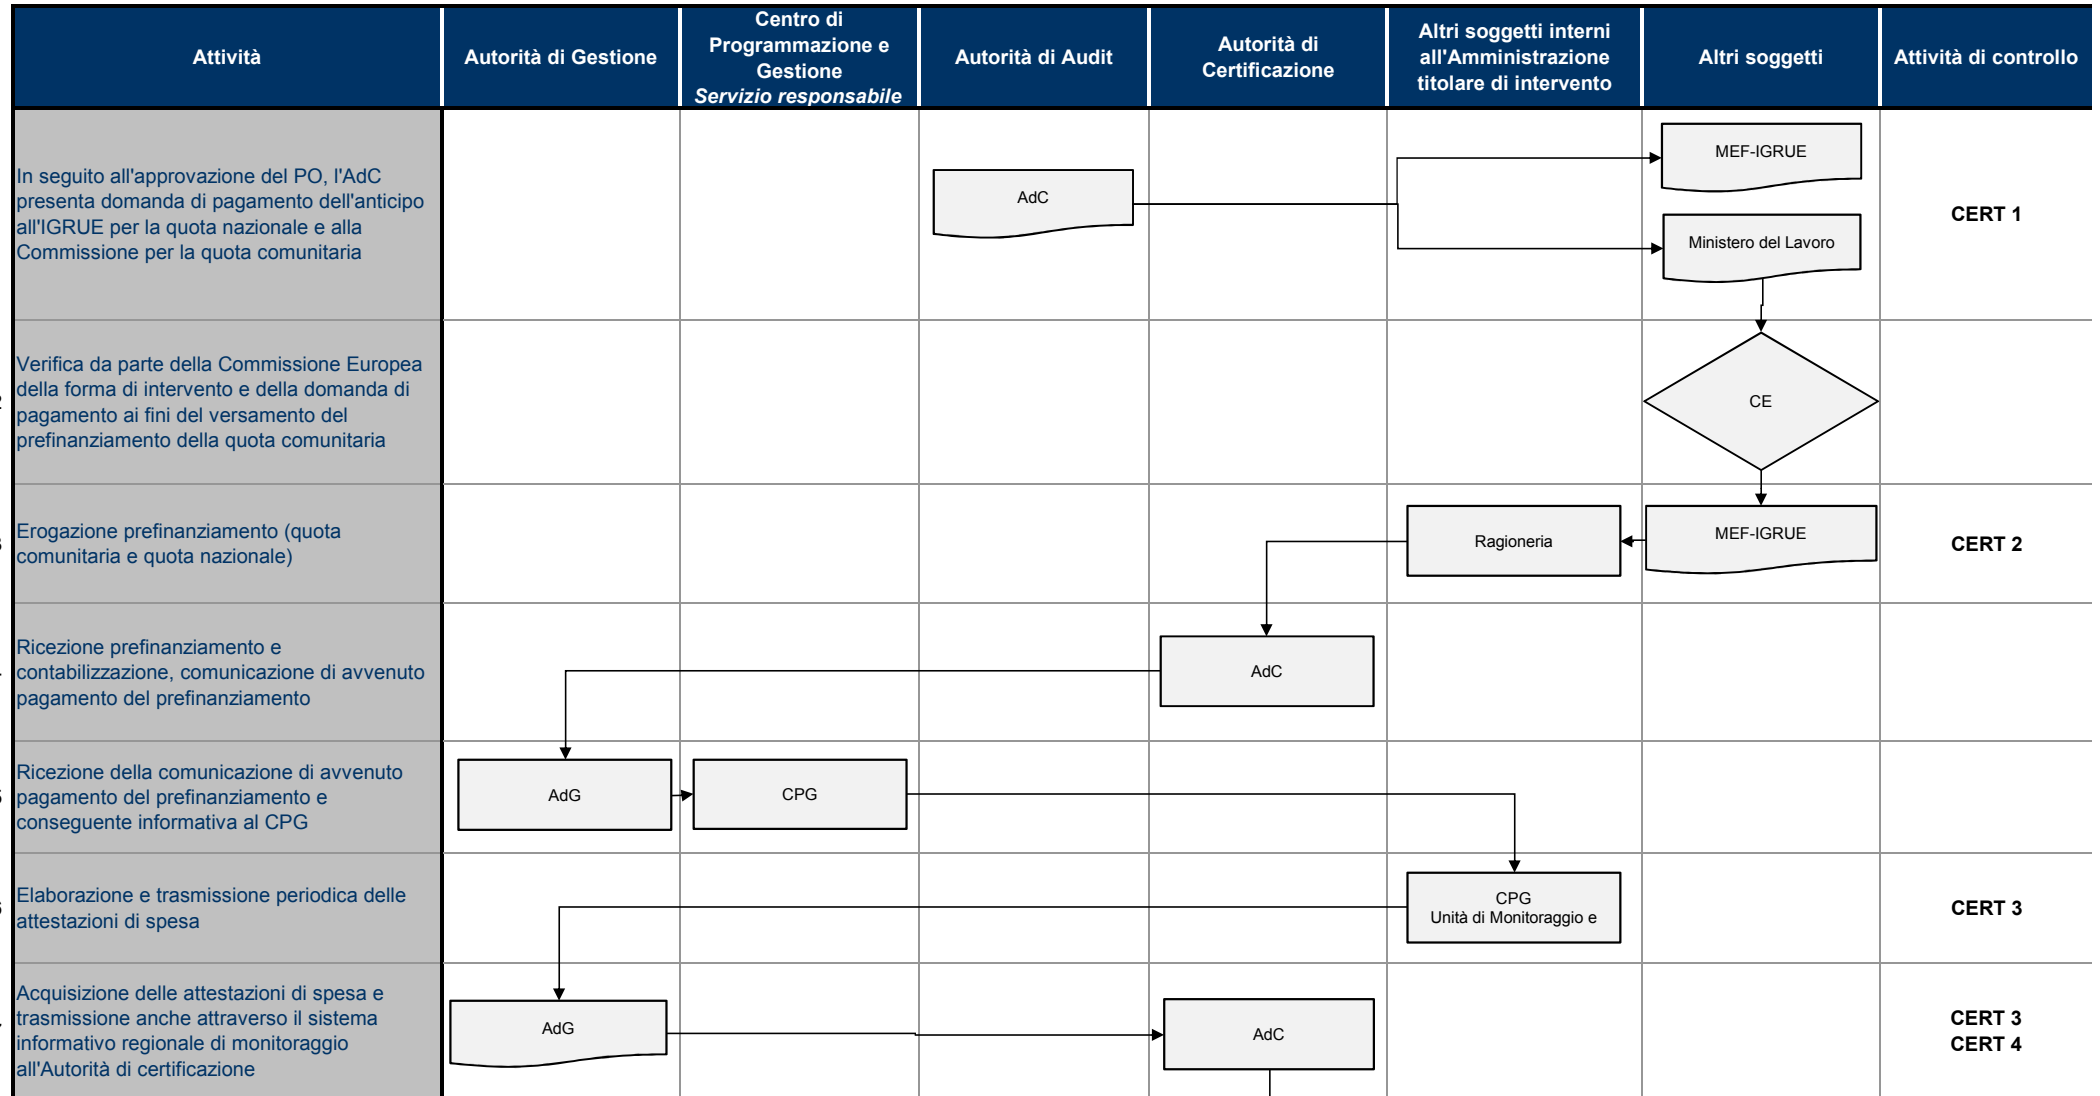 Attività
Autorità di Gestione
Centro di
Programmazione e
Gestione
Servizio responsabile
Autorità di Audit
Autorità di
Certificazione
Altri soggetti interni
all'Amministrazione
titolare di intervento
Altri soggetti
Attività di controllo
In seguito all'approvazione del PO, l'AdC
presenta domanda di pagamento dell'anticipo
all'IGRUE per la quota nazionale e alla
Commissione per la quota comunitaria
AdC
MEF-IGRUE
Ministero del Lavoro
CERT 1
Verifica da parte della Commissione Europea
della forma di intervento e della domanda di
pagamento ai fini del versamento del
prefinanziamento della quota comunitaria
CE
Erogazione prefinanziamento (quota
comunitaria e quota nazionale)
Ragioneria
MEF-IGRUE
CERT 2
Ricezione prefinanziamento e
contabilizzazione, comunicazione di avvenuto
pagamento del prefinanziamento
AdC
Ricezione della comunicazione di avvenuto
pagamento del prefinanziamento e
conseguente informativa al CPG
AdG
CPG
Elaborazione e trasmissione periodica delle
attestazioni di spesa
CPG
Unità di Monitoraggio e
CERT 3
Acquisizione delle attestazioni di spesa e
trasmissione anche attraverso il sistema
informativo regionale di monitoraggio
all'Autorità di certificazione
AdG
AdC
CERT 3
CERT 4